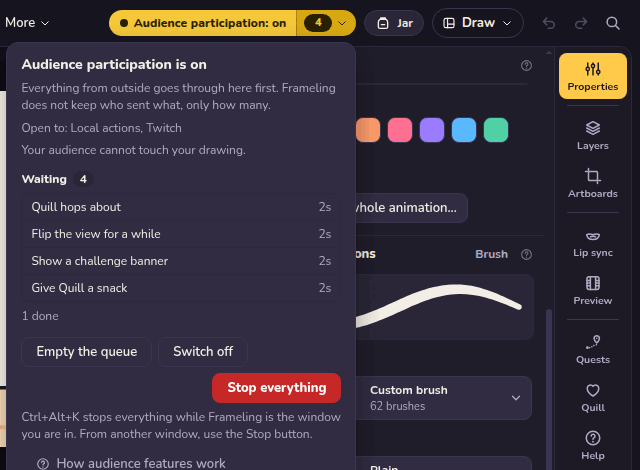 More
Audience participation: on
4
Jar
Draw
Audience participation is on
Everything from outside goes through here first. Frameling
does not keep who sent what, only how many.
Open to: Local actions, Twitch
Your audience cannot touch your drawing.
Waiting 4
Quill hops about 2s
Flip the view for a while 2s
Show a challenge banner 2s
Give Quill a snack 2s
1 done
Empty the queue
Switch off
Stop everything
Ctrl+Alt+K stops everything while Frameling is the window
you are in. From another window, use the Stop button.
How audience features work
whole animation...
ons
Brush
Custom brush
62 brushes
Plain
Properties
Layers
Artboards
Lip sync
Preview
Quests
Quill
Help